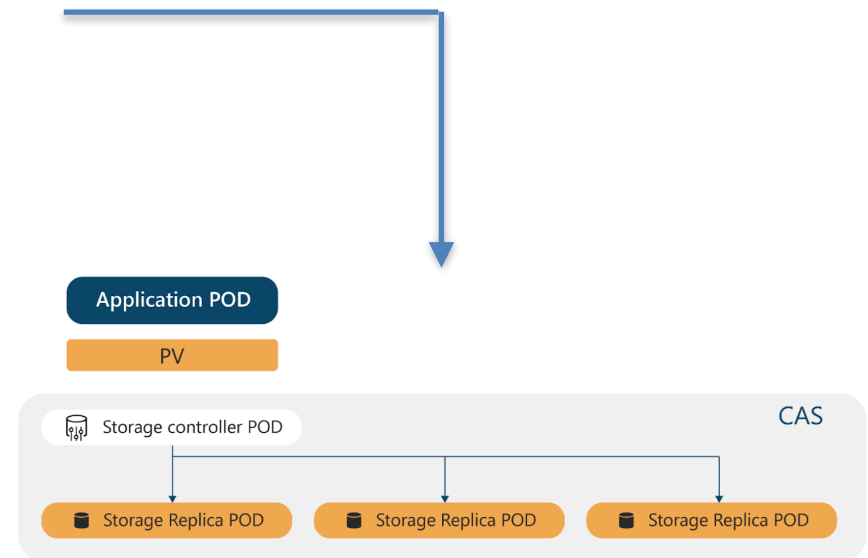 Application POD
PV
CAS
Storage controller POD
Storage Replica POD
Storage Replica POD
Storage Replica POD